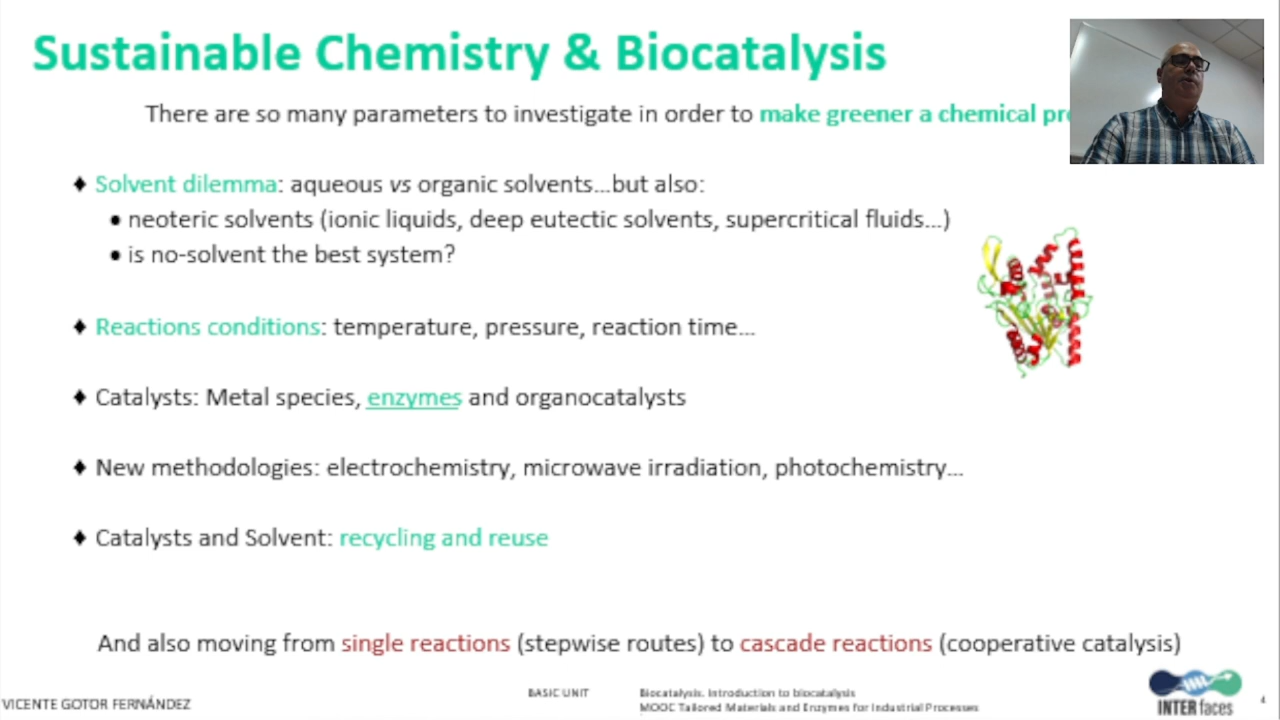 Sustainable Chemistry & Biocatalysis
There are so many parameters to investigate in order to make greener a chemical
♦ Solvent dilemma: aqueous vs organic solvents...but also:
• neoteric solvents (ionic liquids, deep eutectic solvents, supercritical fluids...)
• is no-solvent the best system?
♦ Reactions conditions: temperature, pressure, reaction time...
♦ Catalysts: Metal species, enzymes and organocatalysts
♦ New methodologies: electrochemistry, microwave irradiation, photochemistry...
♦ Catalysts and Solvent: recycling and reuse
And also moving from single reactions (stepwise routes) to cascade reactions (cooperative catalysis)
VICENTE GOTOR FERNÁNDEZ
BASIC UNIT
Biocatalysis. Introduction to biocatalysis
MOOC Tailored Materials and Enzymes for Industrial Processes
INTERfaces
4